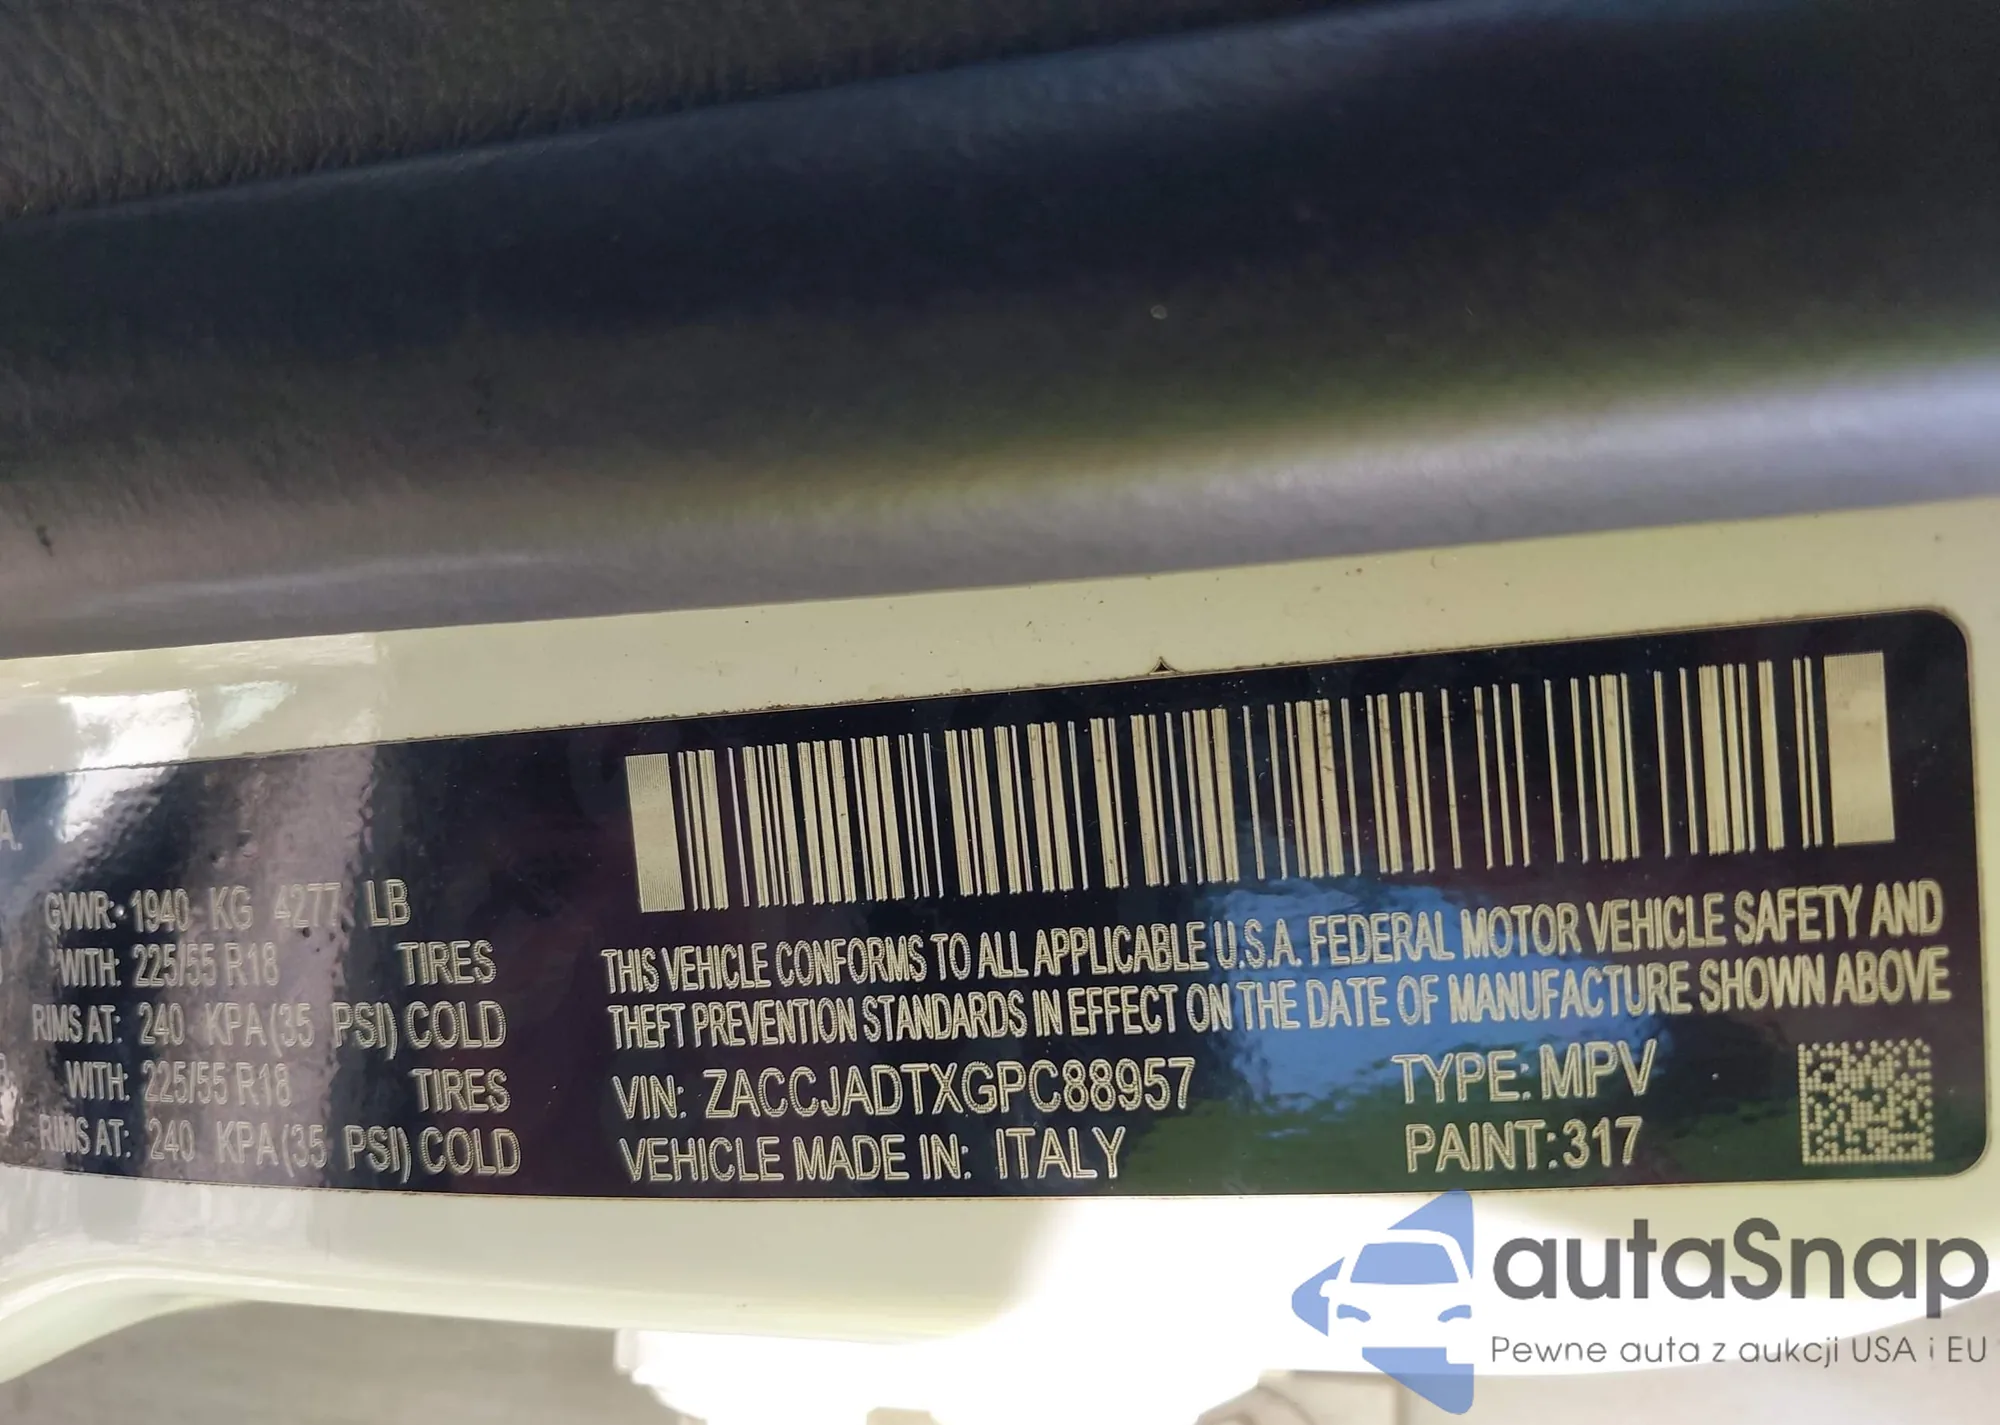 A.
GVWR: 1940 KG 4277 LB
WITH: 225/55 R18 TIRES
RIMS AT: 240 KPA (35 PSI) COLD
WITH: 225/55 R18 TIRES
RIMS AT: 240 KPA (35 PSI) COLD
THIS VEHICLE CONFORMS TO ALL APPLICABLE U.S.A. FEDERAL MOTOR VEHICLE SAFETY AND
THEFT PREVENTION STANDARDS IN EFFECT ON THE DATE OF MANUFACTURE SHOWN ABOVE
VIN: ZACCJADTXGPC88957 TYPE: MPV
VEHICLE MADE IN: ITALY PAINT: 317
autaSnap
Pewne auta z aukcji USA i EU